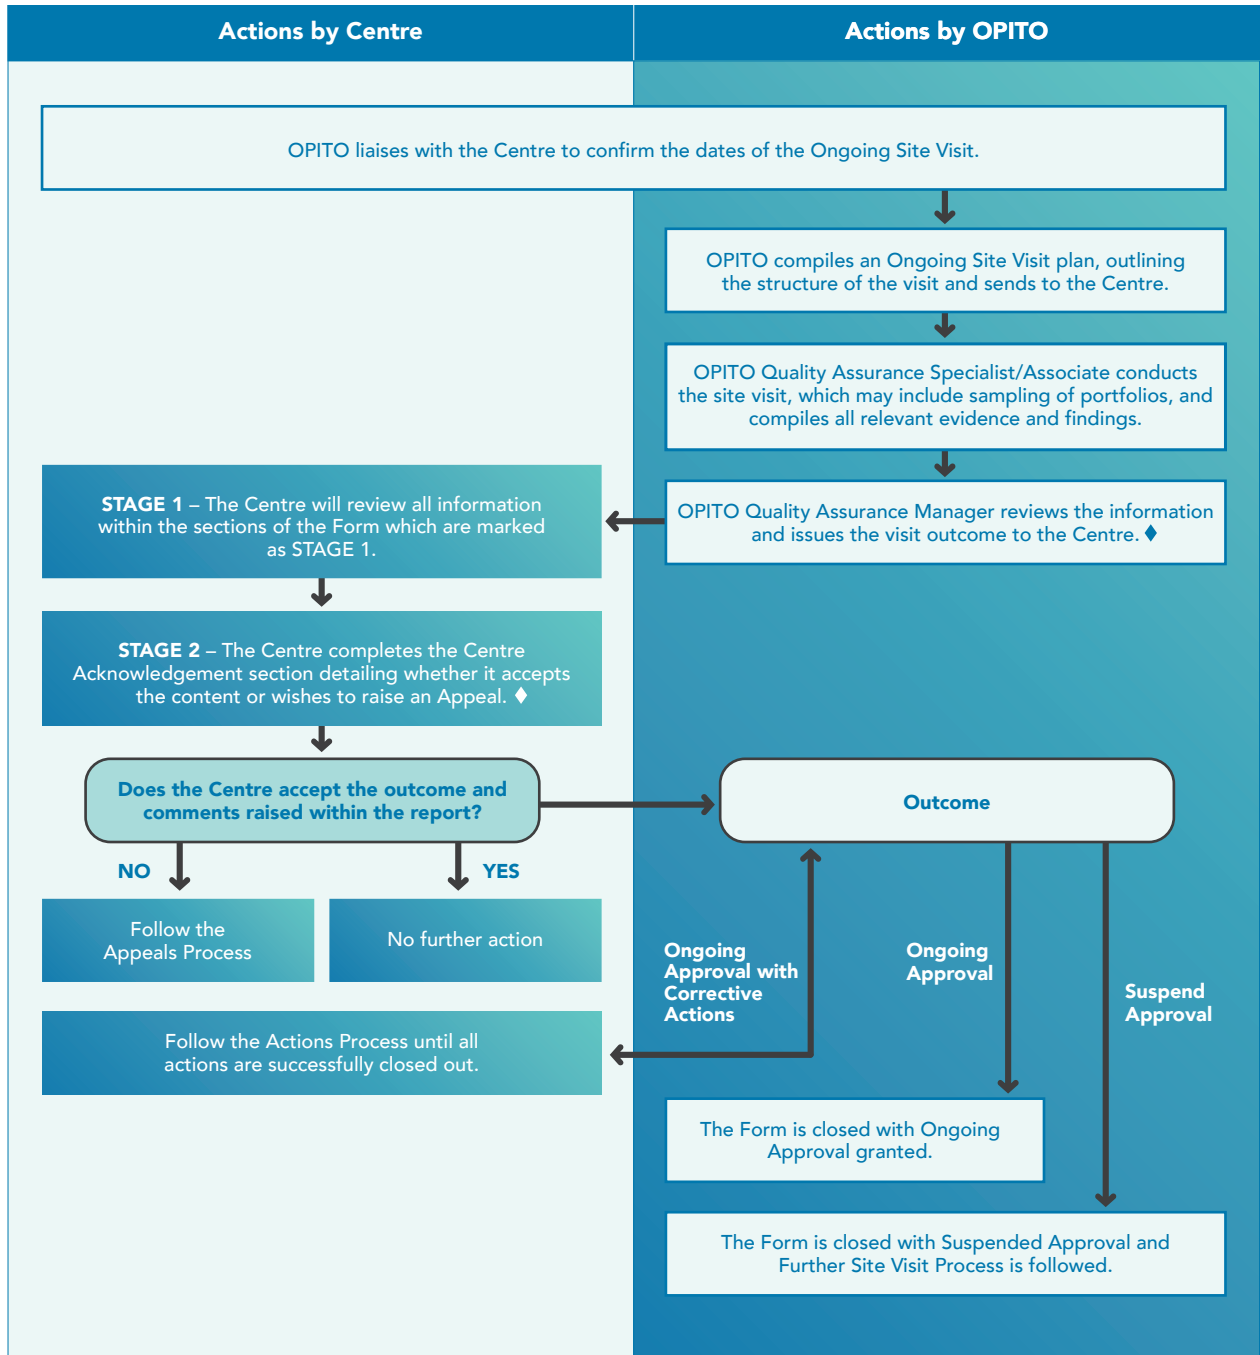 Actions by Centre
Actions by OPITO
OPITO liaises with the Centre to confirm the dates of the Ongoing Site Visit.
OPITO compiles an Ongoing Site Visit plan, outlining
the structure of the visit and sends to the Centre.
OPITO Quality Assurance Specialist/Associate conducts
the site visit, which may include sampling of portfolios, and
compiles all relevant evidence and findings.
OPITO Quality Assurance Manager reviews the information
and issues the visit outcome to the Centre. ♦
STAGE 1 – The Centre will review all information
within the sections of the Form which are marked
as STAGE 1.
STAGE 2 – The Centre completes the Centre
Acknowledgement section detailing whether it accepts
the content or wishes to raise an Appeal. ♦
Does the Centre accept the outcome and
comments raised within the report?
Outcome
NO
YES
Follow the
Appeals Process
No further action
Ongoing
Approval with
Corrective
Actions
Ongoing
Approval
Suspend
Approval
Follow the Actions Process until all
actions are successfully closed out.
The Form is closed with Ongoing
Approval granted.
The Form is closed with Suspended Approval and
Further Site Visit Process is followed.